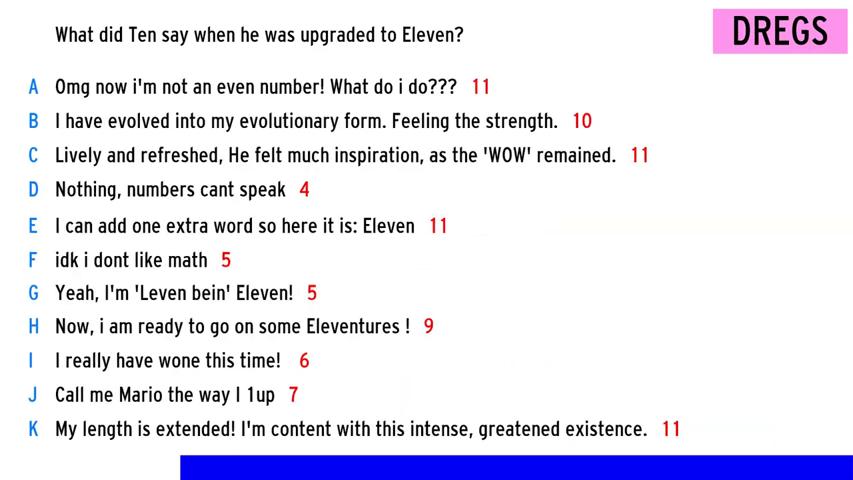 What did Ten say when he was upgraded to Eleven?
DREGS
A Omg now i'm not an even number! What do i do??? 11
B I have evolved into my evolutionary form. Feeling the strength. 10
C Lively and refreshed, He felt much inspiration, as the 'WOW' remained. 11
D Nothing, numbers cant speak 4
E I can add one extra word so here it is: Eleven 11
F idk i dont like math 5
G Yeah, I'm 'Leven bein' Eleven! 5
H Now, i am ready to go on some Eleventures ! 9
I I really have wone this time! 6
J Call me Mario the way I 1up 7
K My length is extended! I'm content with this intense, greatened existence. 11